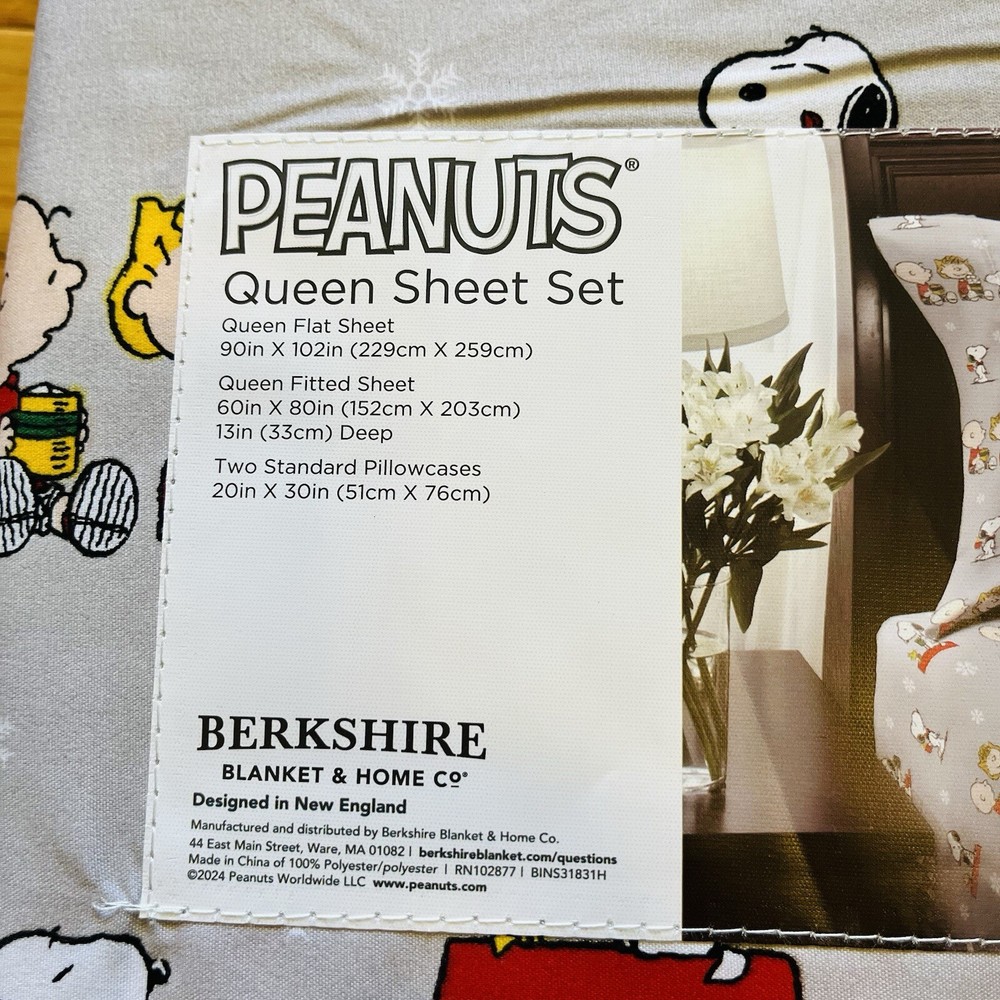 PEANUTS®
Queen Sheet Set
Queen Flat Sheet
90in X 102in (229cm X 259cm)
Queen Fitted Sheet
60in X 80in (152cm X 203cm)
13in (33cm) Deep
Two Standard Pillowcases
20in X 30in (51cm X 76cm)
BERKSHIRE
BLANKET & HOME Cº®
Designed in New England
Manufactured and distributed by Berkshire Blanket & Home Co.
44 East Main Street, Ware, MA 01082 | berkshireblanket.com/questions
Made in China of 100% Polyester/polyester | RN102877 | BINS31831H
©2024 Peanuts Worldwide LLC www.peanuts.com